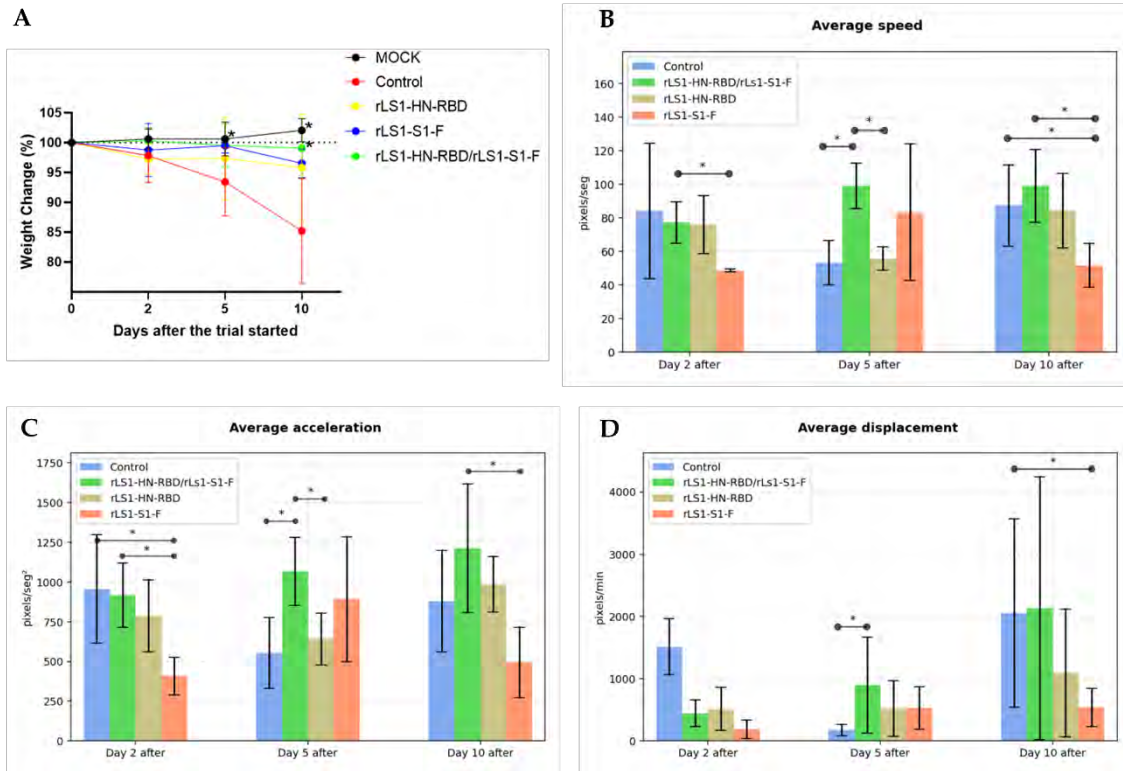 A
MOCK
Control
rLS1-HN-RBD
rLS1-S1-F
rLS1-HN-RBD/rLS1-S1-F
Weight Change (%)
105
100
95
90
85
80
*
*
*
0
2
5
10
Days after the trial started
B
Average speed
Control
rLS1-HN-RBD/rLs1-S1-F
rLS1-HN-RBD
rLS1-S1-F
pixels/seg
160
140
120
100
80
60
40
20
0
*
*
*
*
*
Day 2 after
Day 5 after
Day 10 after
C
Average acceleration
Control
rLS1-HN-RBD/rLs1-S1-F
rLS1-HN-RBD
rLS1-S1-F
pixels/seg²
1750
1500
1250
1000
750
500
250
0
*
*
*
*
*
Day 2 after
Day 5 after
Day 10 after
D
Average displacement
Control
rLS1-HN-RBD/rLs1-S1-F
rLS1-HN-RBD
rLS1-S1-F
pixels/min
4000
3000
2000
1000
0
*
*
Day 2 after
Day 5 after
Day 10 after